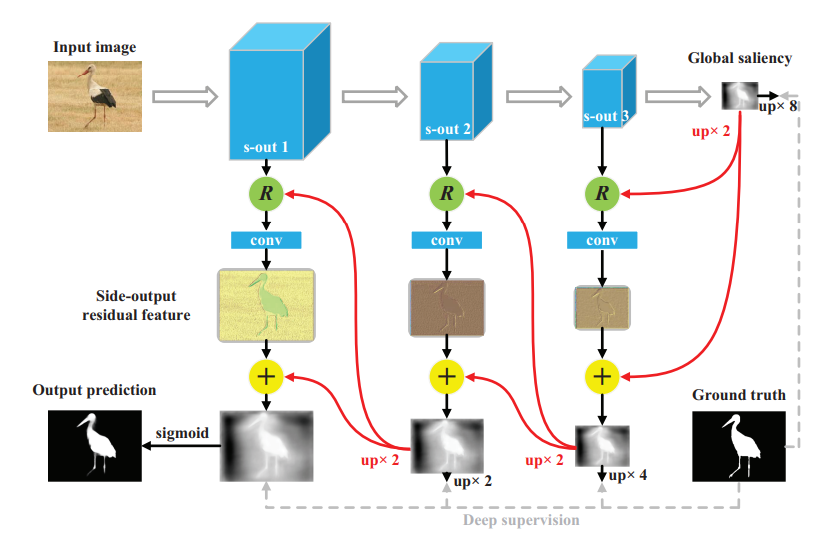 Input image
Global saliency
s-out 1
s-out 2
s-out 3
up× 8
up× 2
R
R
R
conv
conv
conv
Side-output
residual feature
+
+
+
Output prediction
Ground truth
sigmoid
up× 2
up× 2
up× 2
up× 4
Deep supervision